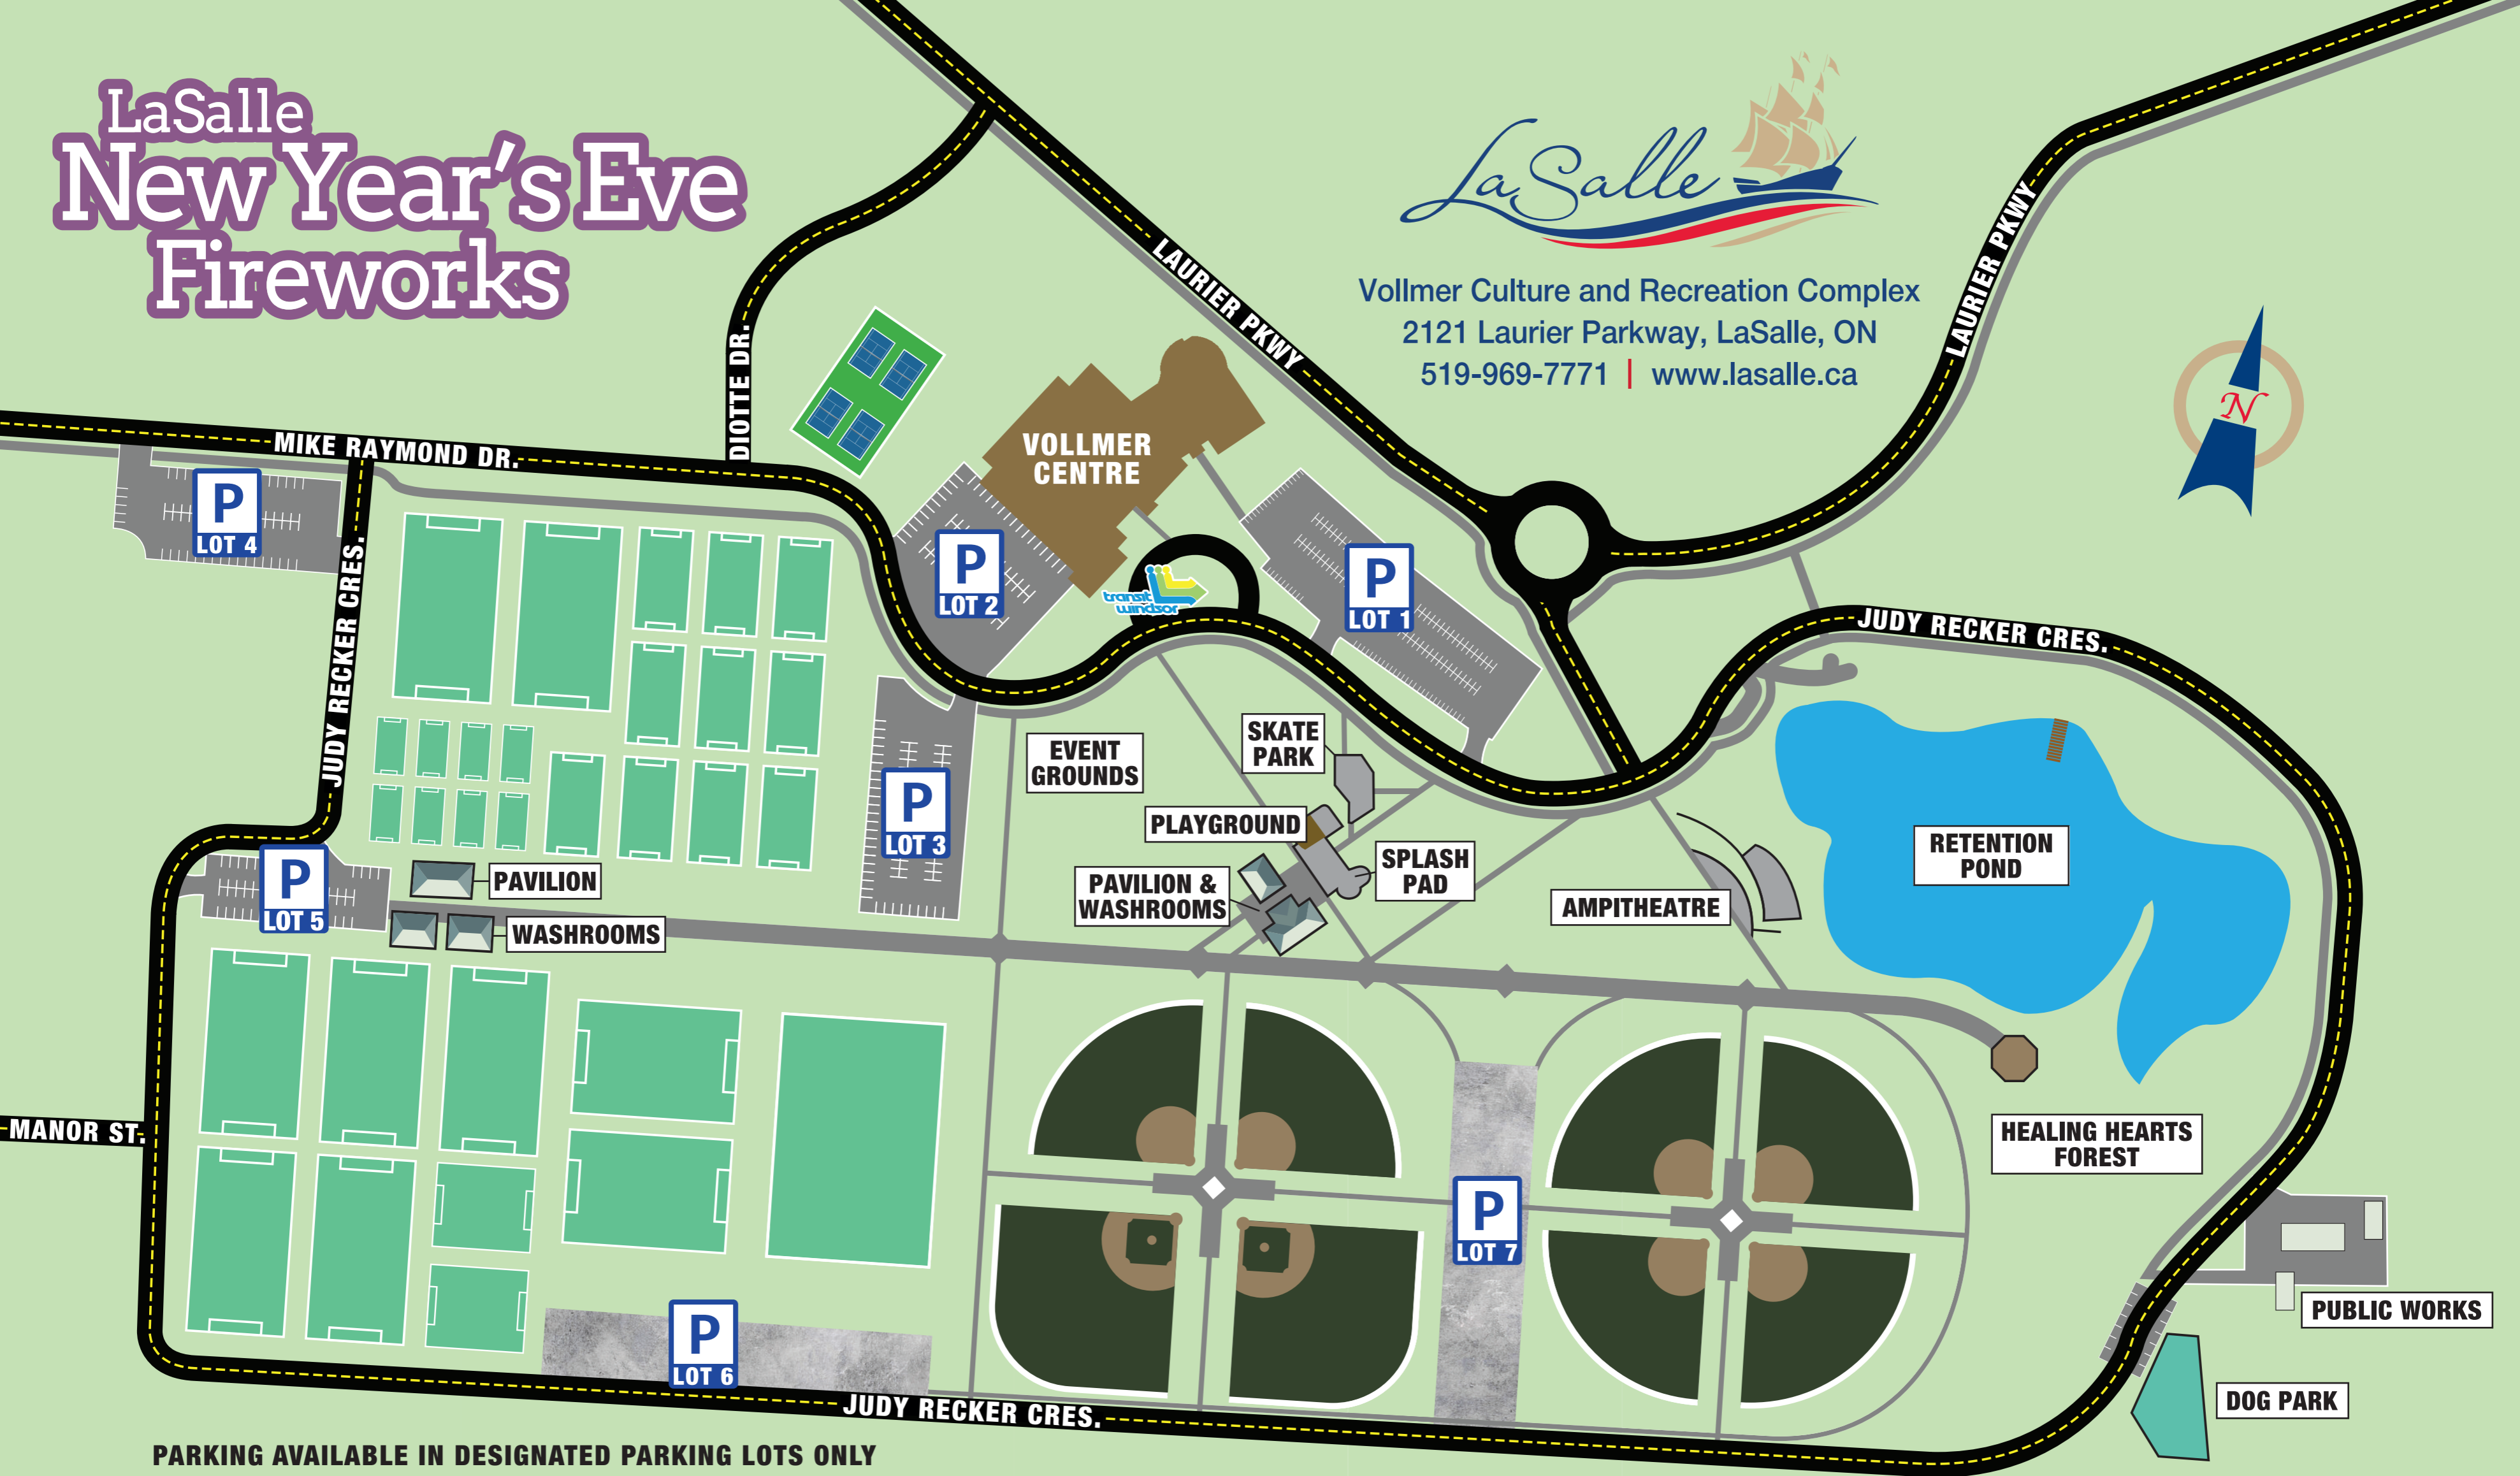 LaSalle
New Year's Eve
Fireworks
LaSalle
Vollmer Culture and Recreation Complex
2121 Laurier Parkway, LaSalle, ON
519-969-7771 | www.lasalle.ca
LAURIER PKWY
LAURIER PKWY
N
DIOTTE DR.
MIKE RAYMOND DR.
VOLLMER
CENTRE
P
LOT 4
P
LOT 2
transit
windsor
P
LOT 1
JUDY RECKER CRES.
JUDY RECKER CRES.
EVENT
GROUNDS
SKATE
PARK
P
LOT 3
PLAYGROUND
SPLASH
PAD
RETENTION
POND
P
LOT 5
PAVILION
PAVILION &
WASHROOMS
AMPITHEATRE
WASHROOMS
MANOR ST.
HEALING HEARTS
FOREST
P
LOT 7
PUBLIC WORKS
P
LOT 6
JUDY RECKER CRES.
DOG PARK
PARKING AVAILABLE IN DESIGNATED PARKING LOTS ONLY